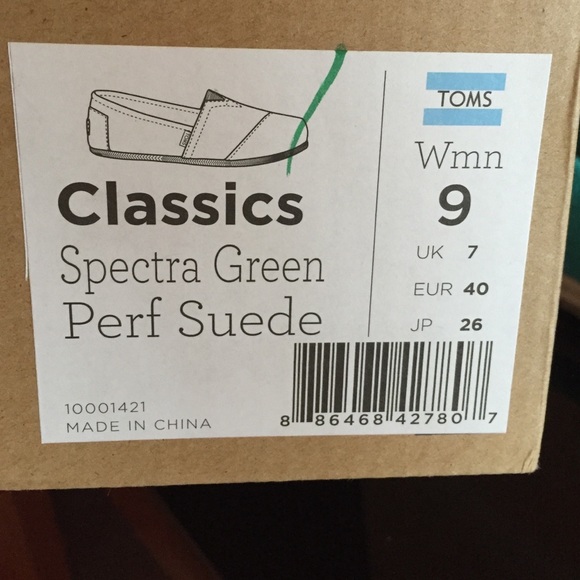 Classics
Spectra Green
Perf Suede
10001421
MADE IN CHINA
TOMS
Wmn
9
UK 7
EUR 40
JP 26
8 86468 42780 7